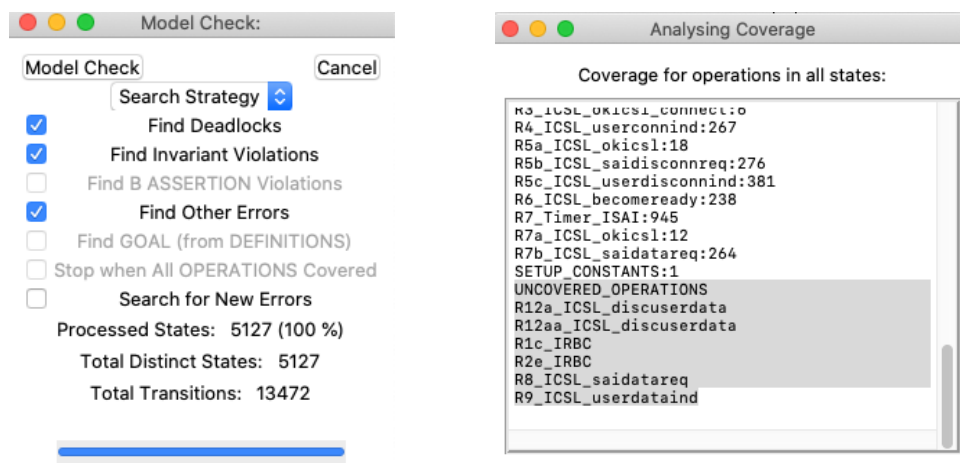 Model Check:
Model Check
Cancel
Search Strategy
Find Deadlocks
Find Invariant Violations
Find B ASSERTION Violations
Find Other Errors
Find GOAL (from DEFINITIONS)
Stop when All OPERATIONS Covered
Search for New Errors
Processed States: 5127 (100 %)
Total Distinct States: 5127
Total Transitions: 13472
Analysing Coverage
Coverage for operations in all states:
R3_ICSL_okicsl_connect:6
R4_ICSL_userconnind:267
R5a_ICSL_okicsl:18
R5b_ICSL_saidisconnreq:276
R5c_ICSL_userdisconnind:381
R6_ICSL_becomeready:238
R7_Timer_ISAI:945
R7a_ICSL_okicsl:12
R7b_ICSL_saidatareq:264
SETUP_CONSTANTS:1
UNCOVERED_OPERATIONS
R12a_ICSL_discuserdata
R12aa_ICSL_discuserdata
R1c_IRBC
R2e_IRBC
R8_ICSL_saidatareq
R9_ICSL_userdataind